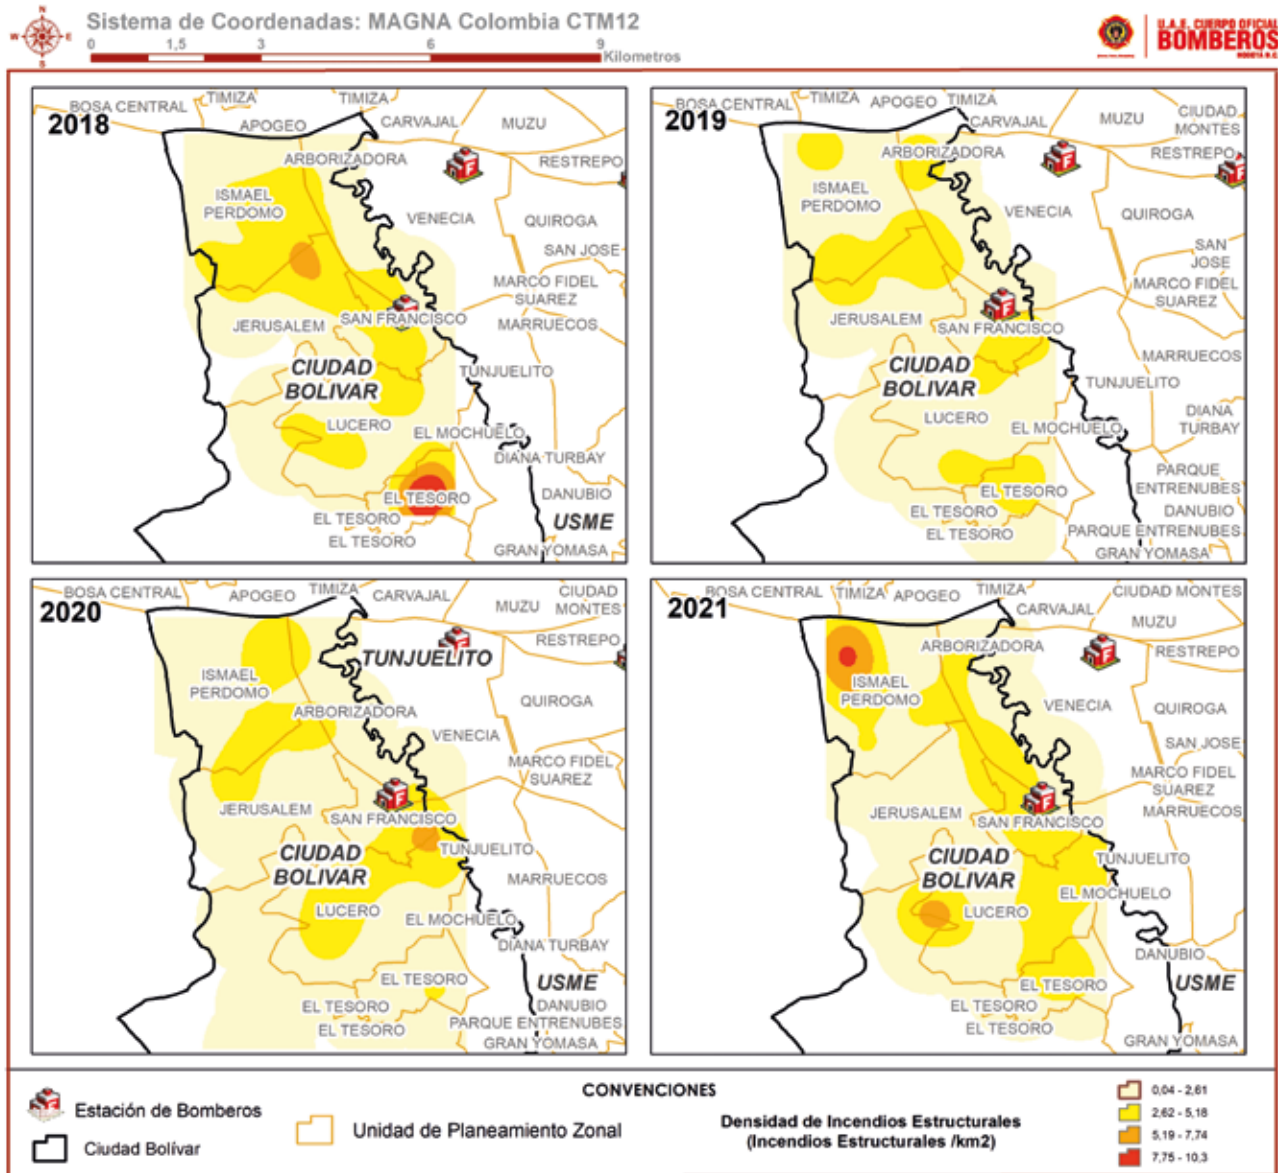 N
W E
S
Sistema de Coordenadas: MAGNA Colombia CTM12
0 1,5 3 6 9
Kilometros
U.A.E. CUERPO OFICIAL
BOMBEROS
2018
BOSA CENTRAL
TIMIZA
TIMIZA
APOGEO
CARVAJAL
MUZU
ARBORIZADORA
RESTREPO
ISMAEL
PERDOMO
VENECIA
QUIROGA
SAN JOSE
MARCO FIDEL
SUAREZ
JERUSALEM
SAN FRANCISCO
MARRUECOS
CIUDAD
BOLIVAR
TUNJUELITO
LUCERO
EL MOCHUELO
DIANA TURBAY
EL TESORO
DANUBIO
EL TESORO
USME
EL TESORO
GRAN YOMASA
2019
BOSA CENTRAL
TIMIZA
APOGEO
TIMIZA
CARVAJAL
MUZU
CIUDAD
MONTES
ARBORIZADORA
RESTREPO
ISMAEL
PERDOMO
VENECIA
QUIROGA
SAN
JOSE
MARCO FIDEL
SUAREZ
JERUSALEM
SAN FRANCISCO
MARRUECOS
CIUDAD
BOLIVAR
TUNJUELITO
LUCERO
EL MOCHUELO
DIANA
TURBAY
PARQUE
ENTRENUBES
EL TESORO
EL TESORO
DANUBIO
EL TESORO
PARQUE ENTRENUBES
GRAN YOMASA
2020
BOSA CENTRAL
APOGEO
TIMIZA
CARVAJAL
MUZU
CIUDAD
MONTES
RESTREPO
TUNJUELITO
ISMAEL
PERDOMO
ARBORIZADORA
QUIROGA
VENECIA
MARCO FIDEL
SUAREZ
JERUSALEM
SAN FRANCISCO
CIUDAD
BOLIVAR
TUNJUELITO
MARRUECOS
LUCERO
EL MOCHUELO
DIANA TURBAY
EL TESORO
USME
EL TESORO
DANUBIO
EL TESORO
PARQUE ENTRENUBES
GRAN YOMASA
2021
BOSA CENTRAL
TIMIZA
APOGEO
TIMIZA
CIUDAD MONTES
CARVAJAL
MUZU
ARBORIZADORA
RESTREPO
ISMAEL
PERDOMO
VENECIA
QUIROGA
SAN JOSE
MARCO FIDEL
SUAREZ
JERUSALEM
SAN FRANCISCO
MARRUECOS
CIUDAD
BOLIVAR
TUNJUELITO
EL MOCHUELO
LUCERO
DANUBIO
EL TESORO
USME
EL TESORO
EL TESORO
GRAN YOMASA
CONVENCIONES
Estación de Bomberos
Ciudad Bolívar
Unidad de Planeamiento Zonal
Densidad de Incendios Estructurales
(Incendios Estructurales /km2)
0,04 - 2,61
2,62 - 5,18
5,19 - 7,74
7,75 - 10,3